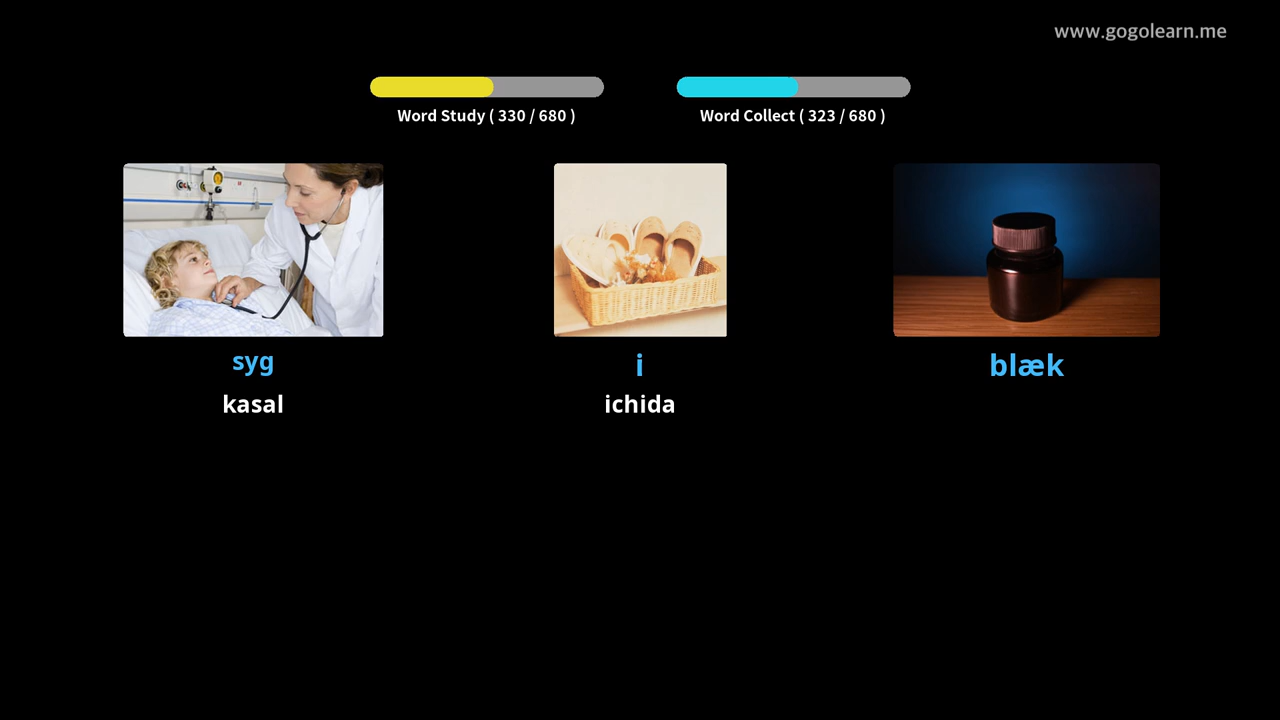 www.gogolearn.me
Word Study ( 330 / 680 )
Word Collect ( 323 / 680 )
syg
i
blæk
kasal
ichida